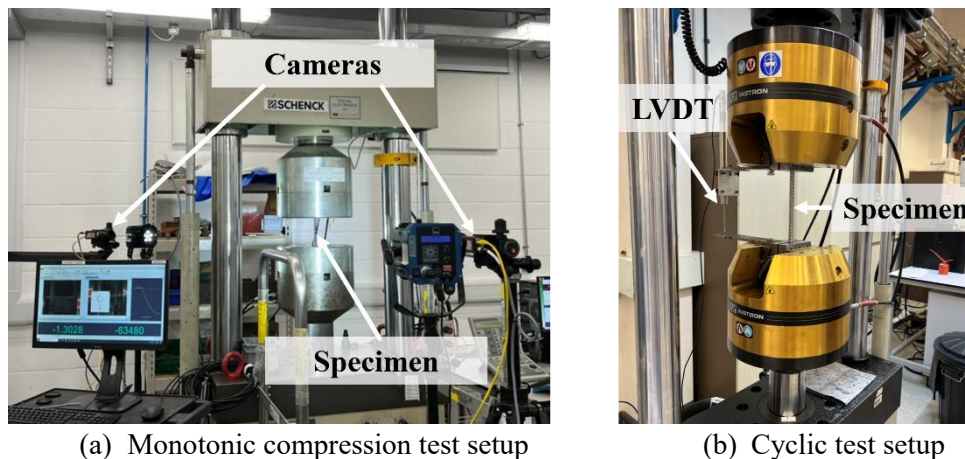 Cameras
SCHENCK
Specimen
-1.3028
-63480
(a) Monotonic compression test setup
LVDT
INSTRON
Specimen
INSTRON
(b) Cyclic test setup